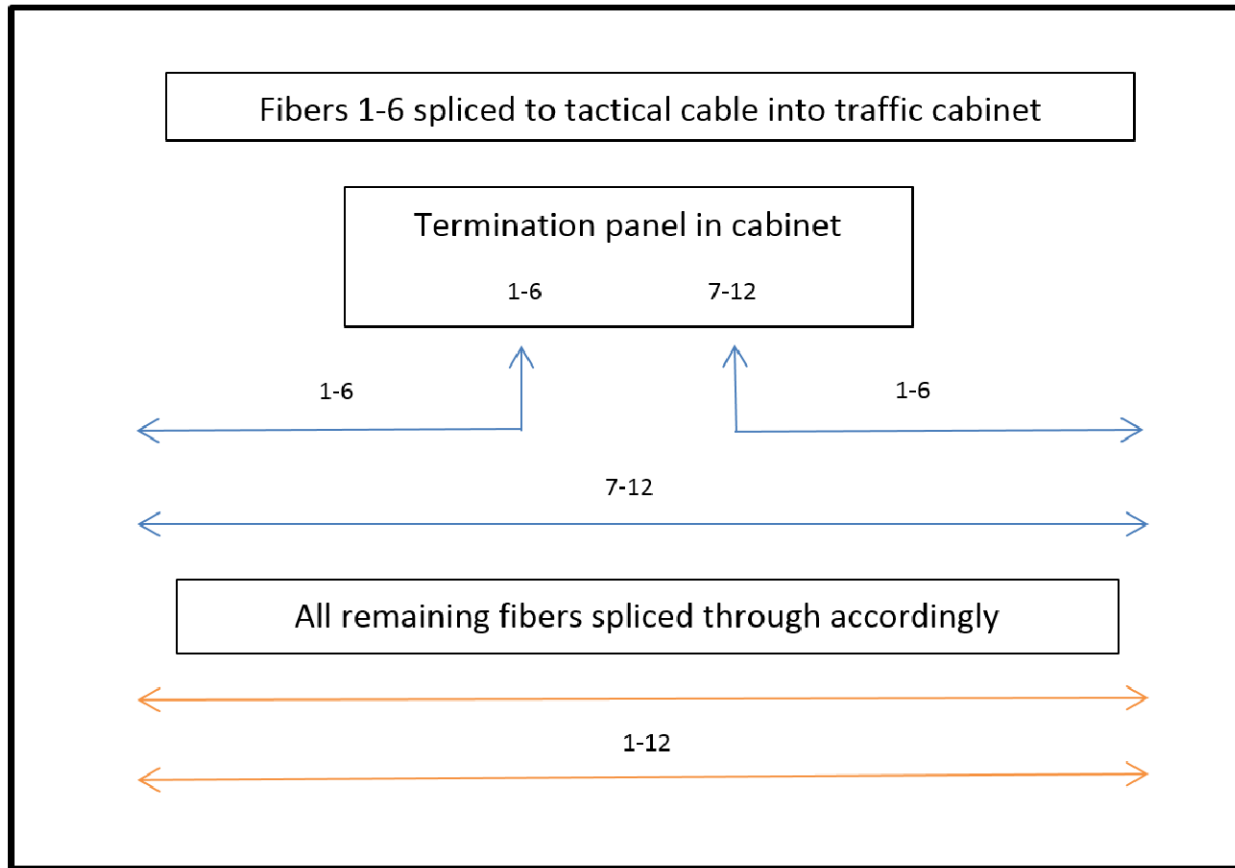 Fibers 1-6 spliced to tactical cable into traffic cabinet
Termination panel in cabinet
1-6 7-12
1-6 1-6
7-12
All remaining fibers spliced through accordingly
1-12